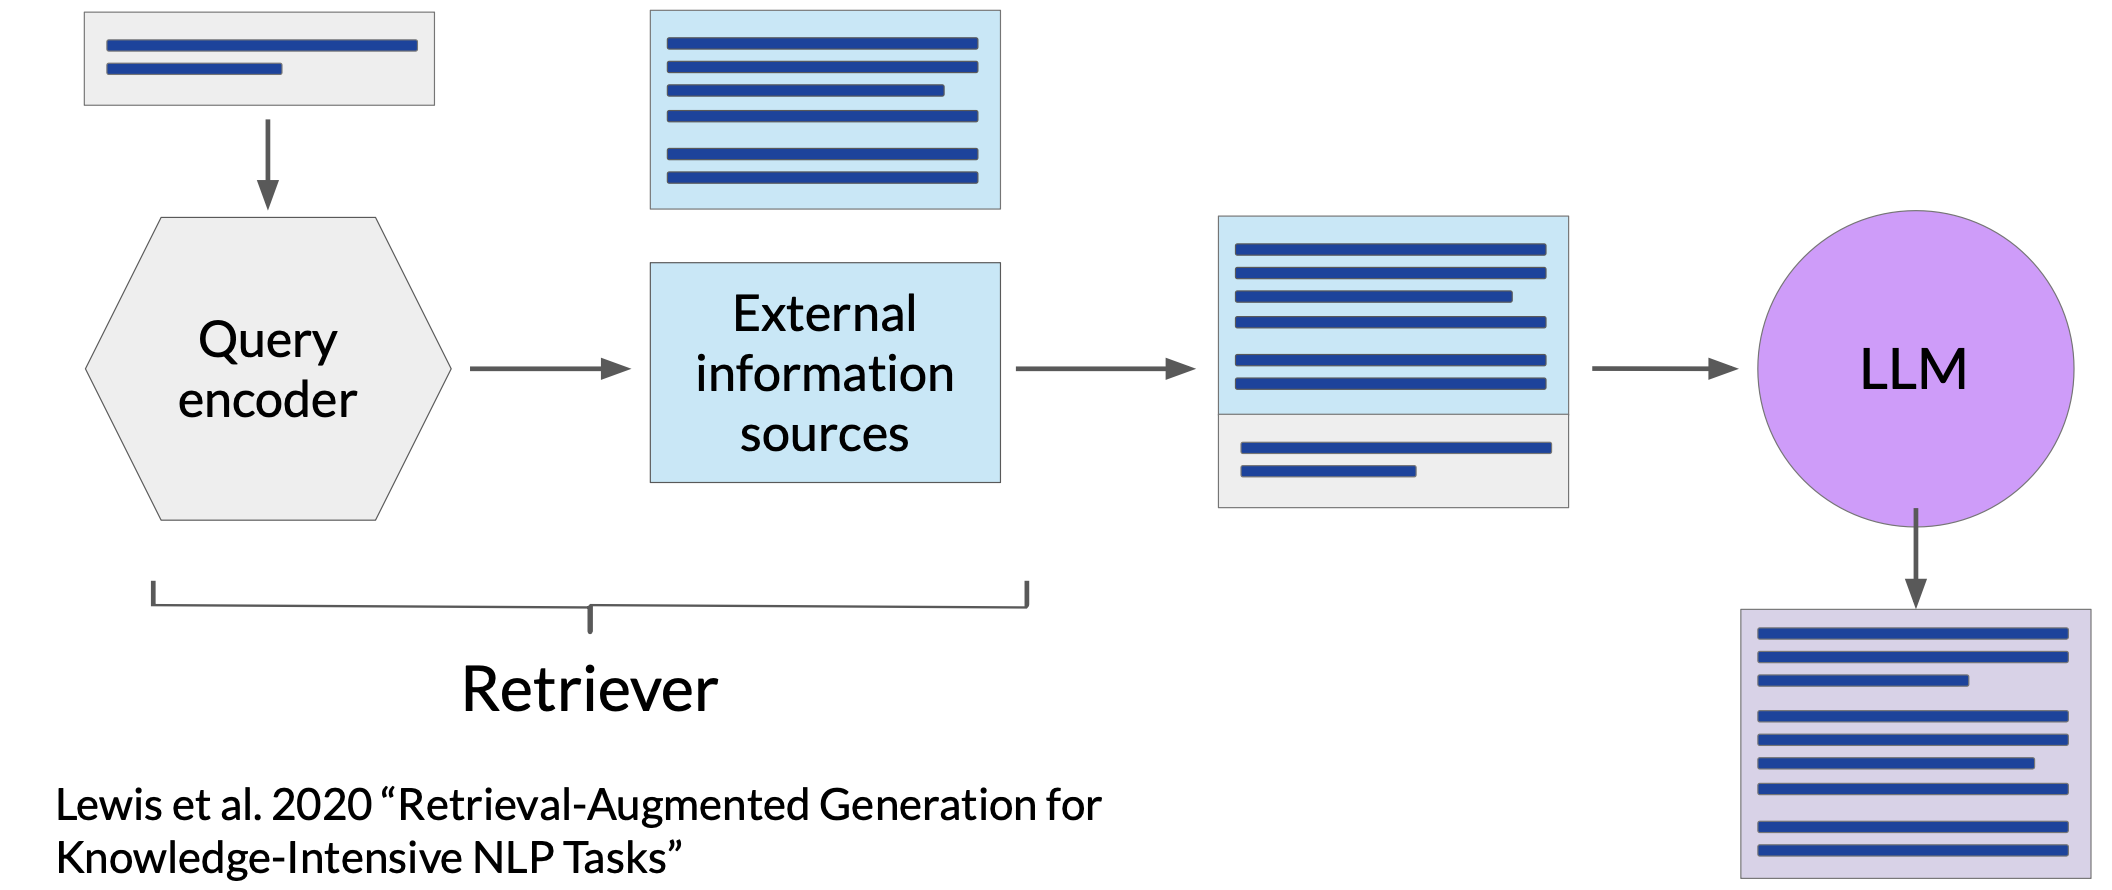 Query
encoder
External
information
sources
LLM
Retriever
Lewis et al. 2020 “Retrieval-Augmented Generation for
Knowledge-Intensive NLP Tasks”